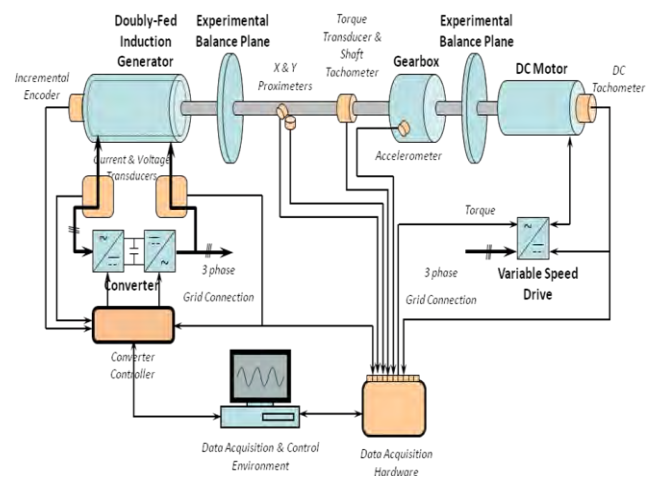 Doubly-Fed
Induction
Generator
Experimental
Balance Plane
Torque
Transducer &
Shaft
Tachometer
Experimental
Balance Plane
Incremental
Encoder
X & Y
Proximeters
Gearbox
DC Motor
DC
Tachometer
Current & Voltage
Transducers
Accelerometer
Torque
3 phase
Grid Connection
Converter
3 phase
Grid Connection
Variable Speed
Drive
Converter
Controller
Data Acquisition & Control
Environment
Data Acquisition
Hardware